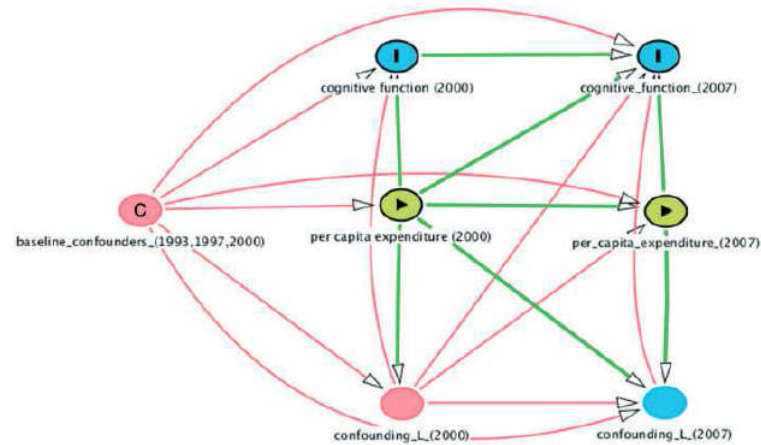 I
I
cognitive function (2000)
cognitive_function_(2007)
C
baseline_confounders_(1993,1997,2000)
per capita expenditure (2000)
per_capita_expenditure_(2007)
confounding_L_(2000)
confounding_L_(2007)